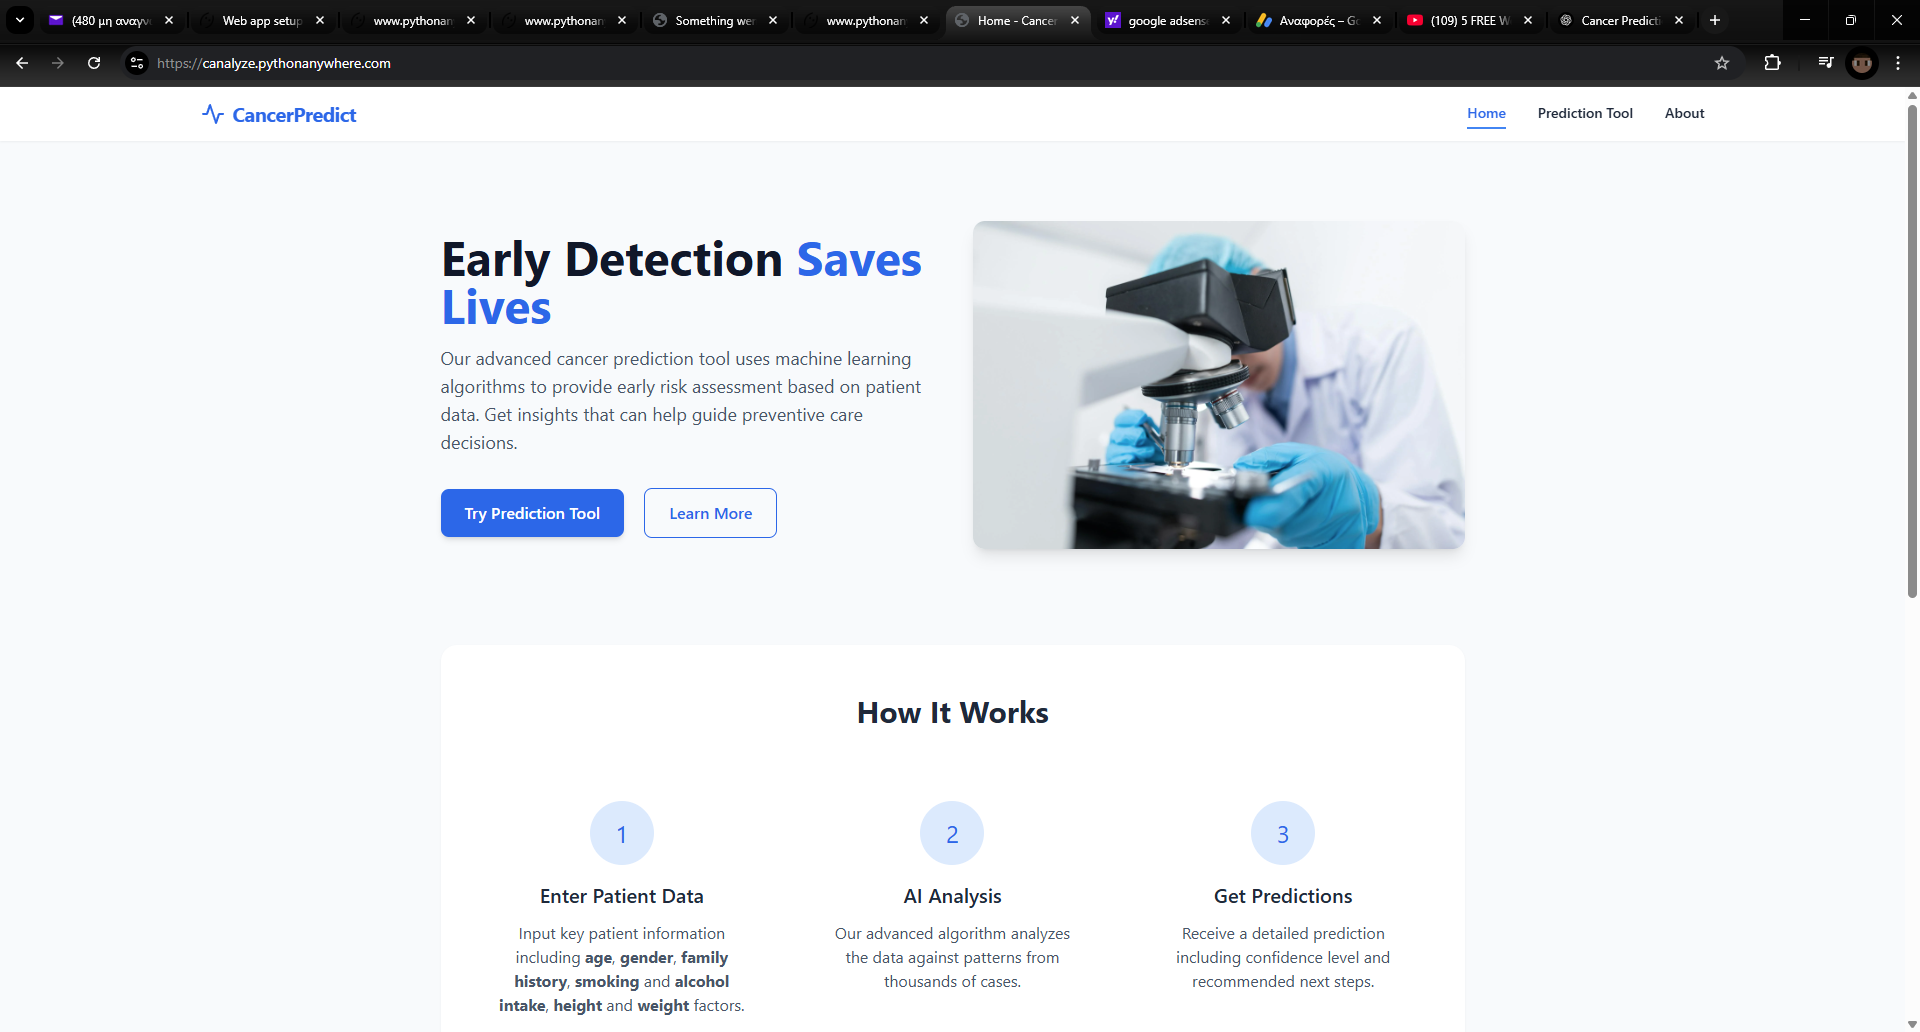 (480 μη αναγν
Web app setup
www.pythonan
www.pythonan
Something wer
www.pythonan
Home - Cancer
google adsens
Αναφορές – Go
(109) 5 FREE W
Cancer Predicti
https://canalyze.pythonanywhere.com
CancerPredict
Home
Prediction Tool
About
Early Detection Saves
Lives
Our advanced cancer prediction tool uses machine learning
algorithms to provide early risk assessment based on patient
data. Get insights that can help guide preventive care
decisions.
Try Prediction Tool
Learn More
How It Works
1
2
3
Enter Patient Data
AI Analysis
Get Predictions
Input key patient information
including age, gender, family
history, smoking and alcohol
intake, height and weight factors.
Our advanced algorithm analyzes
the data against patterns from
thousands of cases.
Receive a detailed prediction
including confidence level and
recommended next steps.